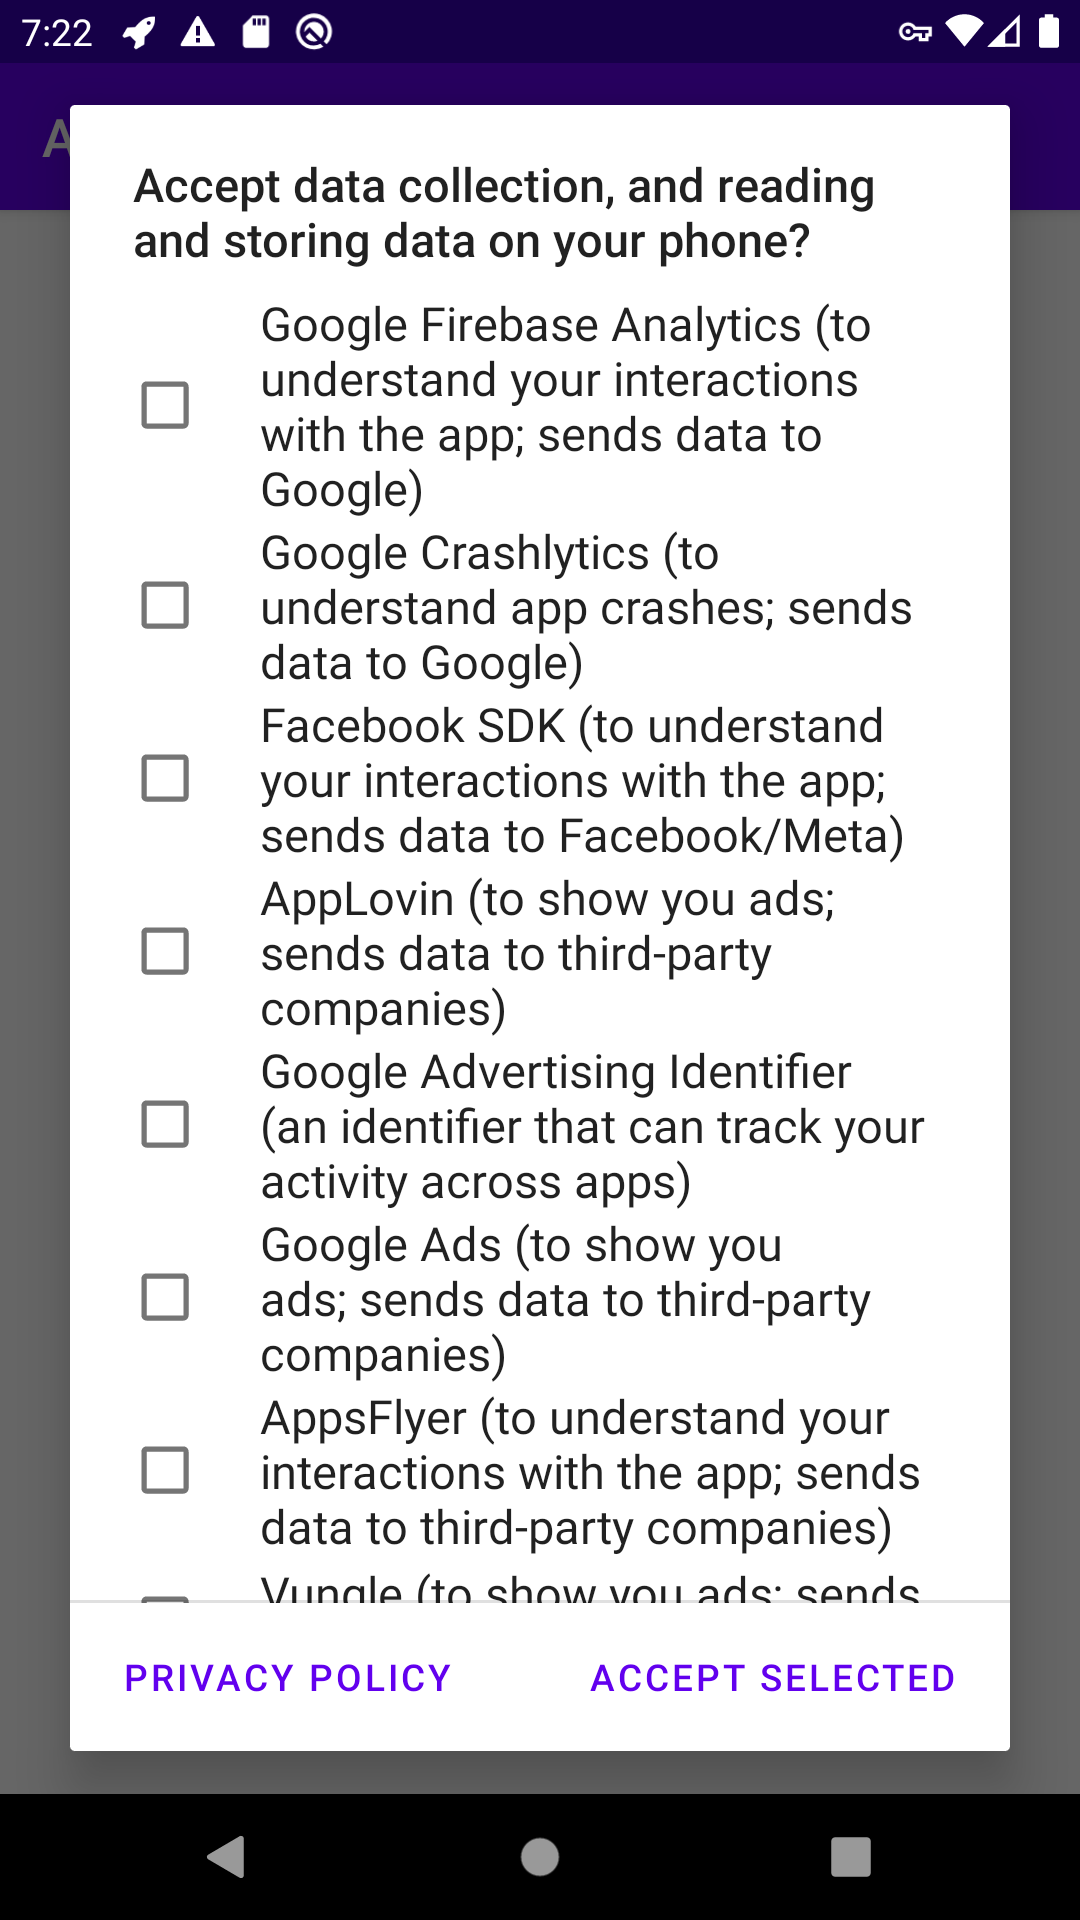 7:22
A
Accept data collection, and reading
and storing data on your phone?
Google Firebase Analytics (to
understand your interactions
with the app; sends data to
Google)
Google Crashlytics (to
understand app crashes; sends
data to Google)
Facebook SDK (to understand
your interactions with the app;
sends data to Facebook/Meta)
AppLovin (to show you ads;
sends data to third-party
companies)
Google Advertising Identifier
(an identifier that can track your
activity across apps)
Google Ads (to show you
ads; sends data to third-party
companies)
AppsFlyer (to understand your
interactions with the app; sends
data to third-party companies)
Vungle (to show you ads; sends
PRIVACY POLICY
ACCEPT SELECTED